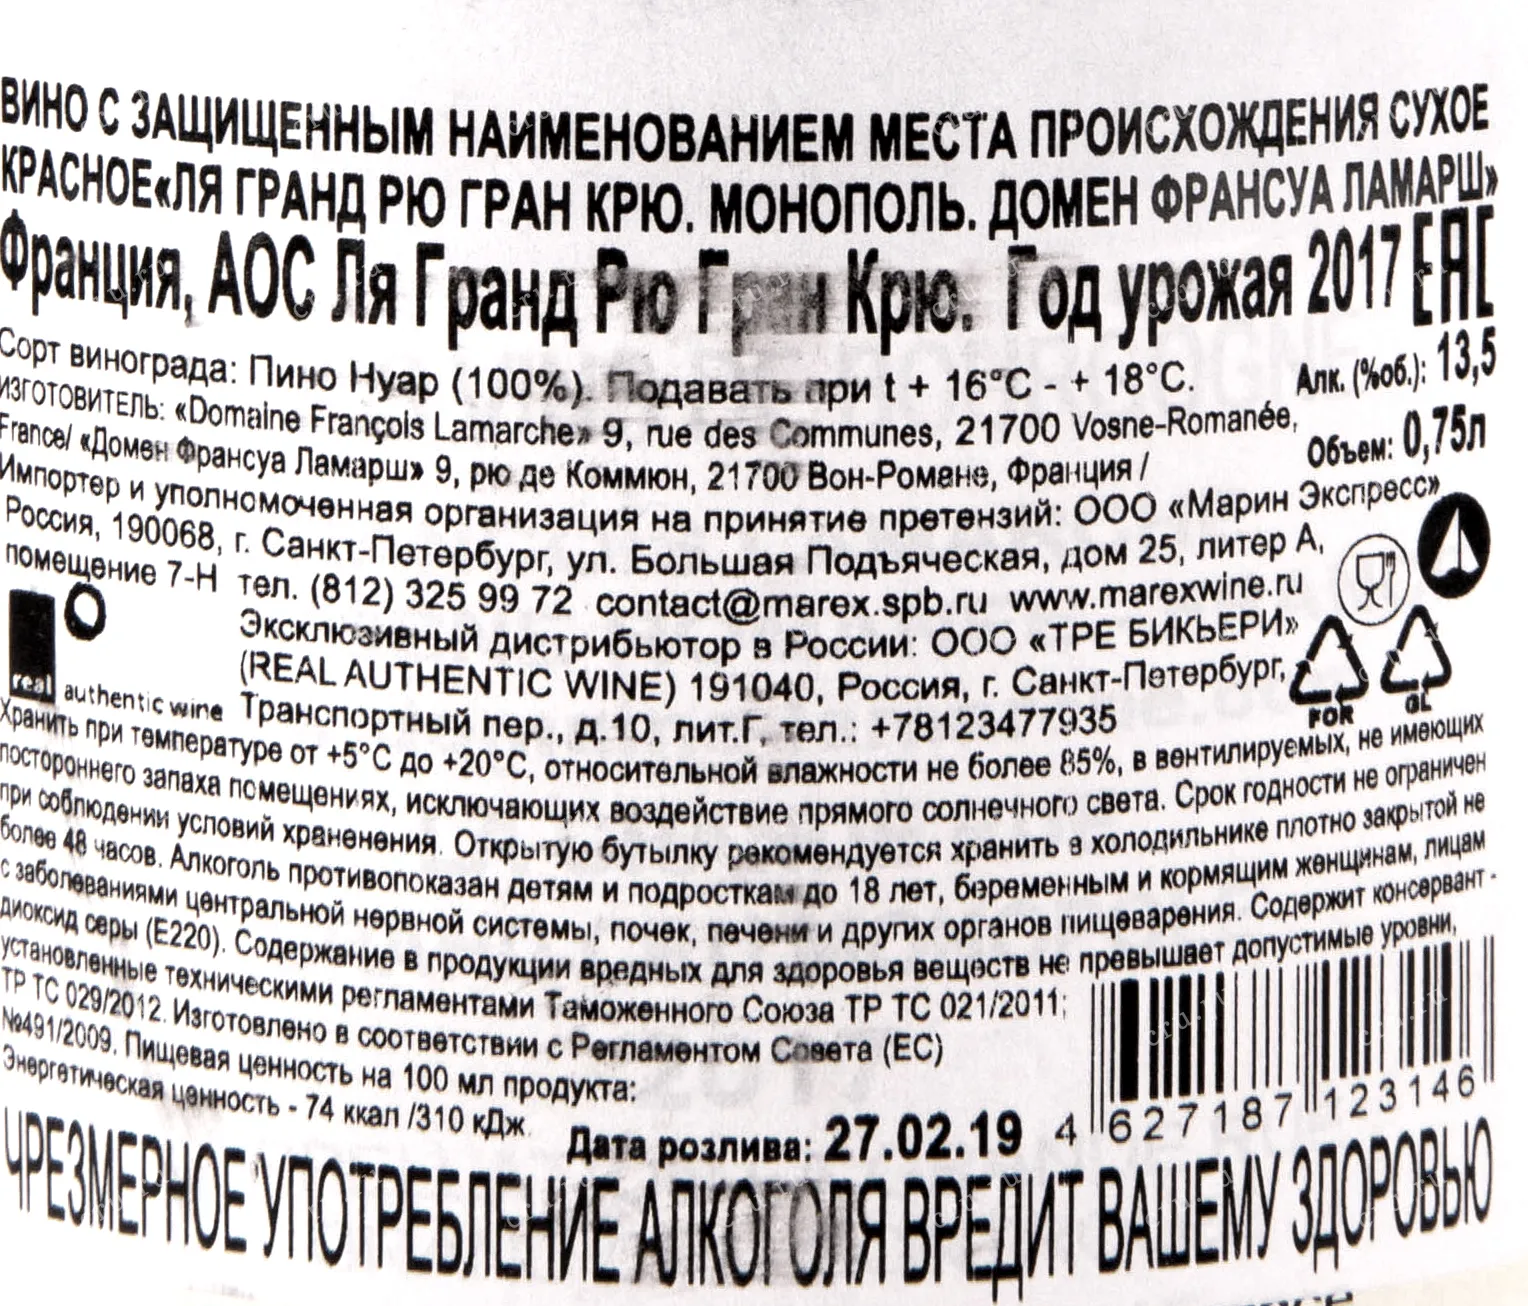 ВИНО С ЗАЩИЩЕННЫМ НАИМЕНОВАНИЕМ МЕСТА ПРОИСХОЖДЕНИЯ СУХОЕ
КРАСНОЕ«ЛЯ ГРАНД РЮ ГРАН КРЮ. МОНОПОЛЬ. ДОМЕН ФРАНСУА ЛАМАРШ»
Франция, АОС Ля Гранд Рю Гран Крю. Год урожая 2017 EAC
Сорт винограда: Пино Нуар (100%). Подавать при t + 16°C - + 18°C.
Алк. (%об.): 13,5
ИЗГОТОВИТЕЛЬ: «Domaine François Lamarche» 9, rue des Communes, 21700 Vosne-Romanée,
France/ «Домен Франсуа Ламарш» 9, рю де Коммюн, 21700 Вон-Романе, Франция /
Объем: 0,75л
Импортер и уполномоченная организация на принятие претензий: ООО «Марин Экспресс»
Россия, 190068, г. Санкт-Петербург, ул. Большая Подъяческая, дом 25, литер А,
помещение 7-Н тел. (812) 325 99 72 contact@marex.spb.ru www.marexwine.ru
Эксклюзивный дистрибьютор в России: ООО «ТРЕ БИКЬЕРИ»
(REAL AUTHENTIC WINE) 191040, Россия, г. Санкт-Петербург,
Транспортный пер., д.10, лит.Г, тел.: +78123477935
real authentic wine
FOR GL
Хранить при температуре от +5°C до +20°C, относительной влажности не более 85%, в вентилируемых, не имеющих
постороннего запаха помещениях, исключающих воздействие прямого солнечного света. Срок годности не ограничен
при соблюдении условий храненения. Открытую бутылку рекомендуется хранить в холодильнике плотно закрытой не
более 48 часов. Алкоголь противопоказан детям и подросткам до 18 лет, беременным и кормящим женщинам, лицам
с заболеваниями центральной нервной системы, почек, печени и других органов пищеварения. Содержит консервант -
диоксид серы (E220). Содержание в продукции вредных для здоровья веществ не превышает допустимые уровни,
установленные техническими регламентами Таможенного Союза ТР ТС 021/2011;
ТР ТС 029/2012. Изготовлено в соответствии с Регламентом Совета (ЕС)
№491/2009. Пищевая ценность на 100 мл продукта:
Энергетическая ценность - 74 ккал /310 кДж
Дата розлива: 27.02.19
4 627187 123146
ЧРЕЗМЕРНОЕ УПОТРЕБЛЕНИЕ АЛКОГОЛЯ ВРЕДИТ ВАШЕМУ ЗДОРОВЬЮ